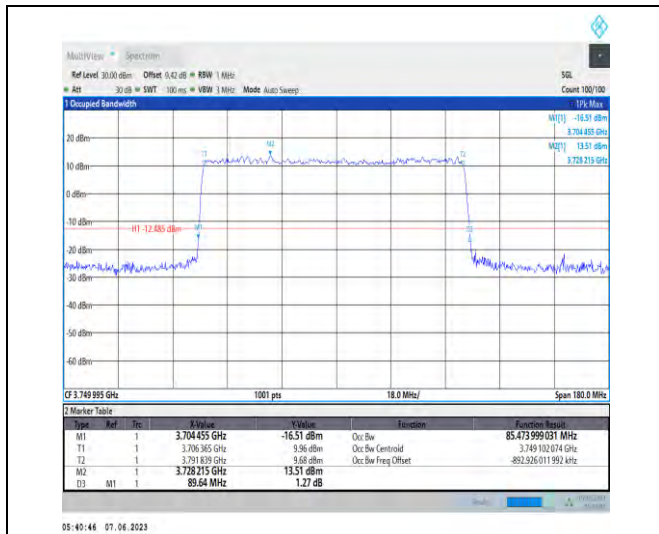 MultiView Spectrum
Ref Level 30.00 dBm Offset 9.42 dB RBW 1 MHz SGL
Att 30 dB SWT 100 ms VBW 3 MHz Mode Auto Sweep Count 100/100
1 Occupied Bandwidth 1Pk Max
M1[1] -16.51 dBm
3.704 455 GHz
M2[1] 13.51 dBm
3.728 215 GHz
20 dBm
M2
T1 T2
10 dBm
0 dBm
-10 dBm
H1 -12.485 dBm M1
-20 dBm
-30 dBm
-40 dBm
-50 dBm
-60 dBm
CF 3.749 995 GHz 1001 pts 18.0 MHz/ Span 180.0 MHz
2 Marker Table
Type Ref Trc X-Value Y-Value Function Function Result
M1 1 3.704 455 GHz -16.51 dBm Occ Bw 85.473 999 031 MHz
T1 1 3.706 365 GHz 9.96 dBm Occ Bw Centroid 3.749 102 074 GHz
T2 1 3.791 839 GHz 9.68 dBm Occ Bw Freq Offset -892.926 011 992 kHz
M2 1 3.728 215 GHz 13.51 dBm
D3 M1 1 89.64 MHz 1.27 dB
Ready
05:40:46 07.06.2023